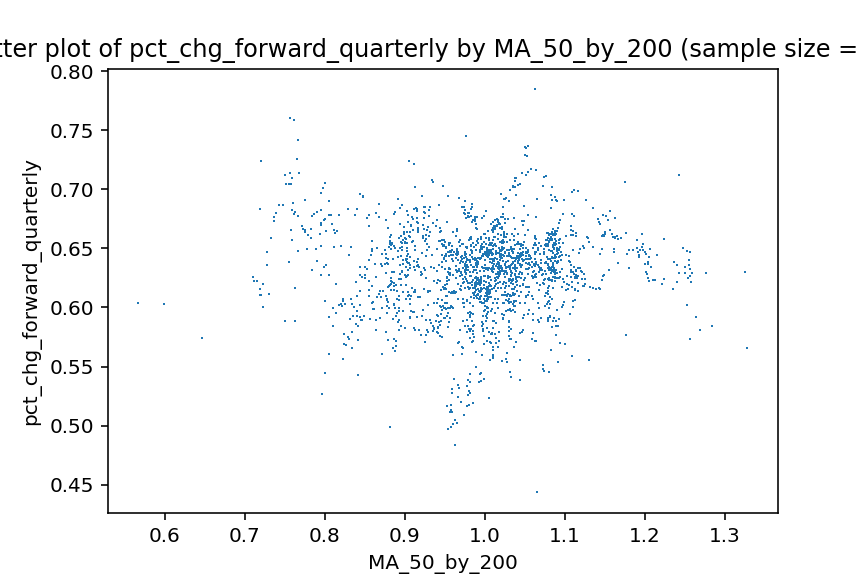 tter plot of pct_chg_forward_quarterly by MA_50_by_200 (sample size =
pct_chg_forward_quarterly
0.80
0.75
0.70
0.65
0.60
0.55
0.50
0.45
0.6 0.7 0.8 0.9 1.0 1.1 1.2 1.3
MA_50_by_200